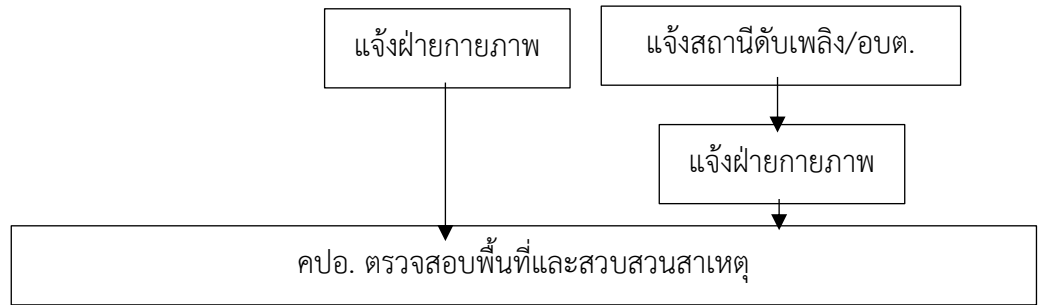 แจ้งฝ่ายกายภาพ
แจ้งสถานีดับเพลิง/อบต.
แจ้งฝ่ายกายภาพ
คปอ. ตรวจสอบพื้นที่และสวบสวนสาเหตุ